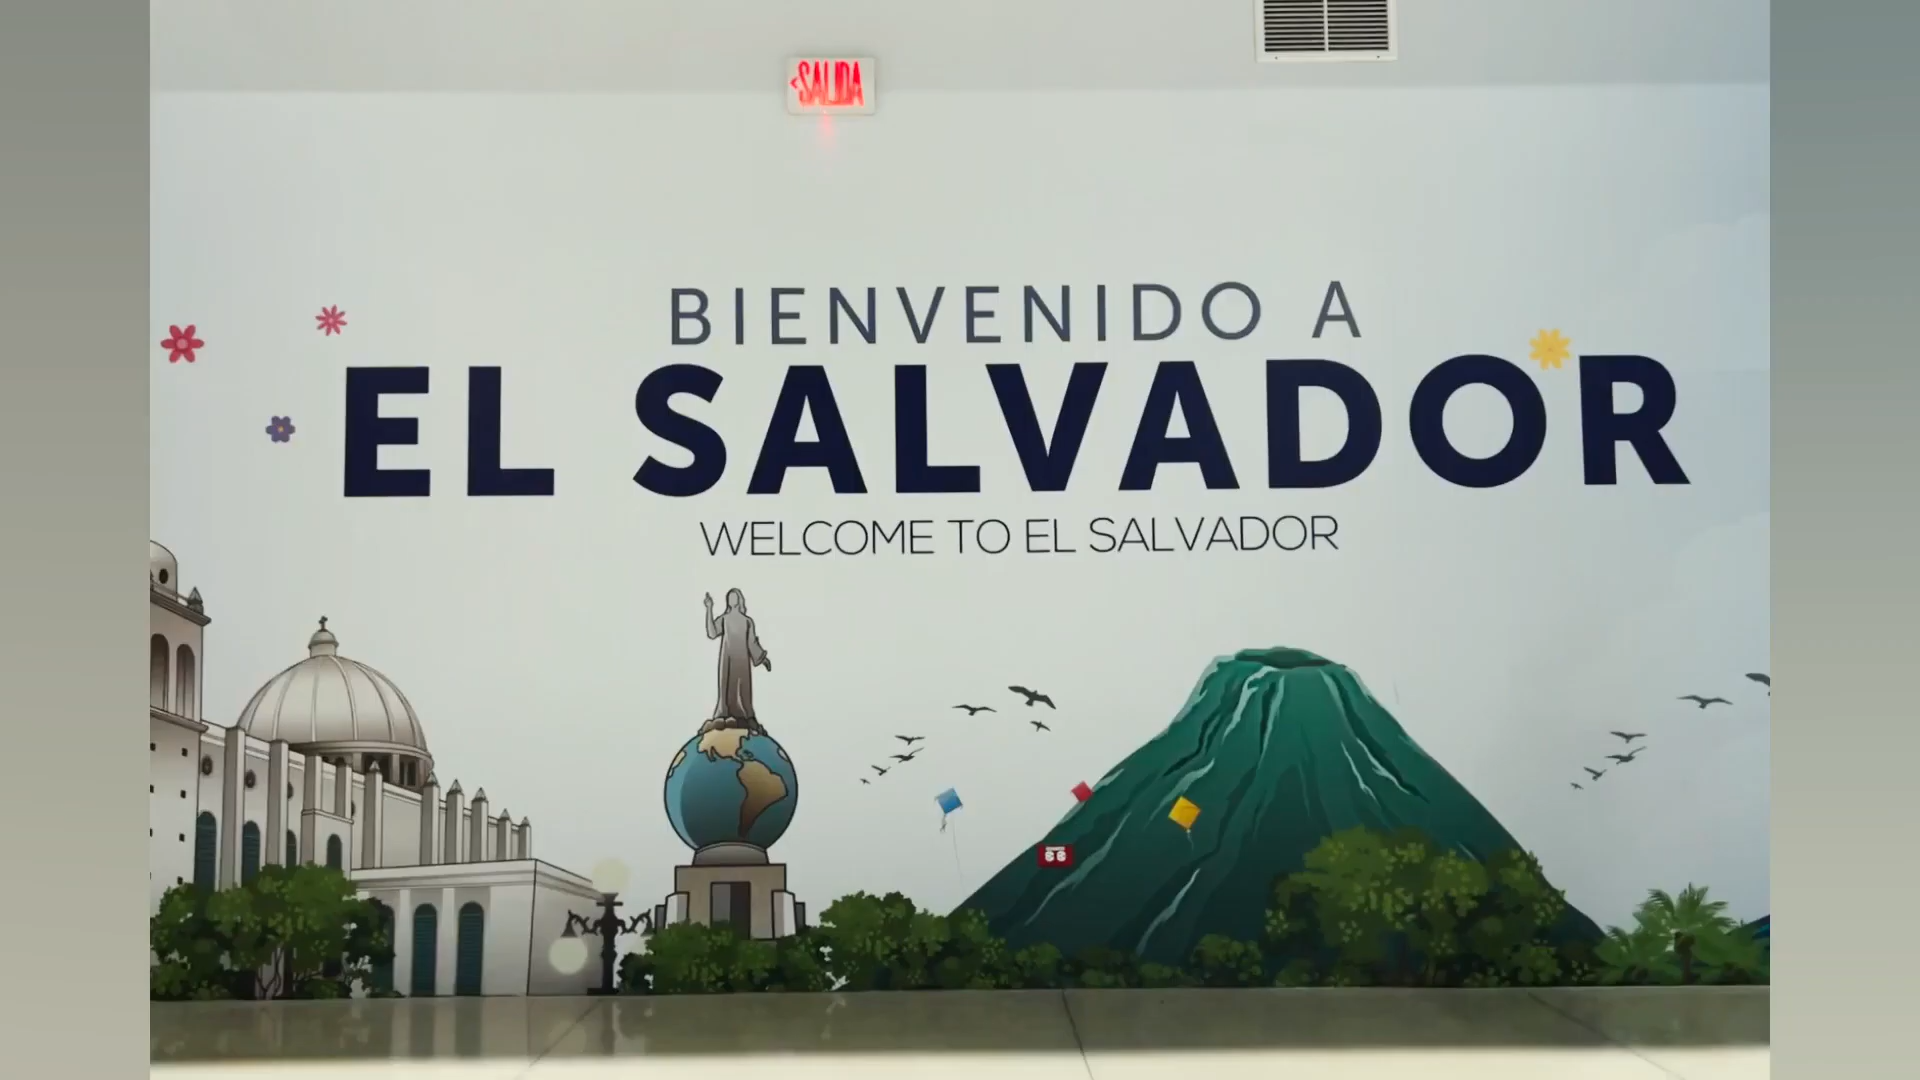 SALIDA
BIENVENIDO A
EL SALVADOR
WELCOME TO EL SALVADOR